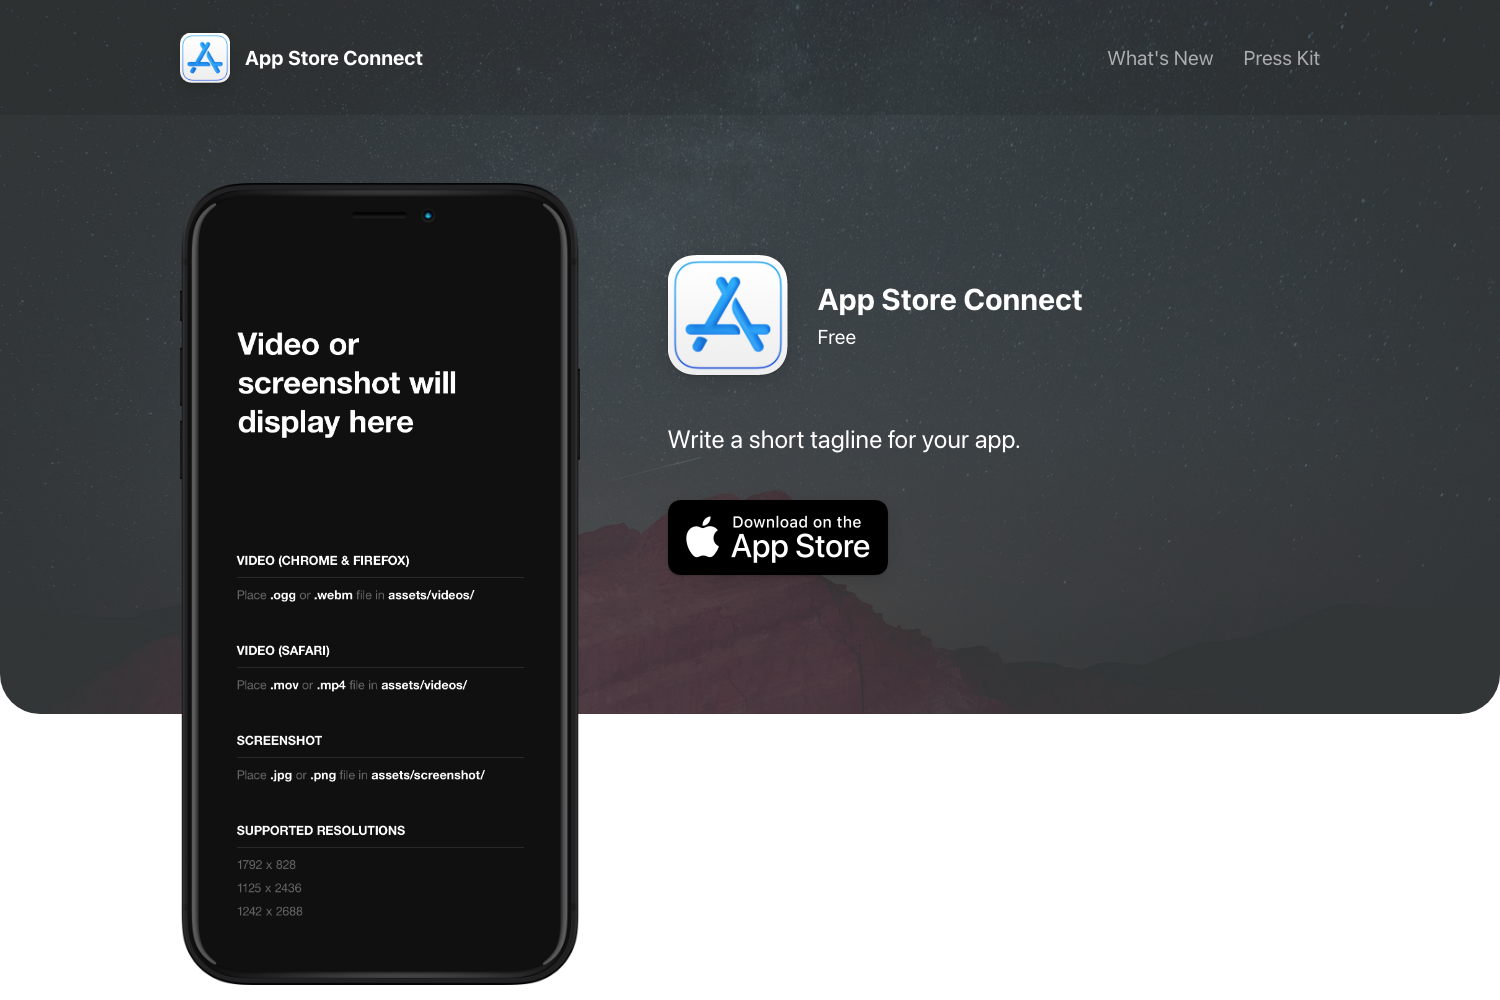 App Store Connect
What's New
Press Kit
Video or
screenshot will
display here
VIDEO (CHROME & FIREFOX)
Place .ogg or .webm file in assets/videos/
VIDEO (SAFARI)
Place .mov or .mp4 file in assets/videos/
SCREENSHOT
Place .jpg or .png file in assets/screenshot/
SUPPORTED RESOLUTIONS
1792 x 828
1125 x 2436
1242 x 2688
App Store Connect
Free
Write a short tagline for your app.
Download on the
App Store